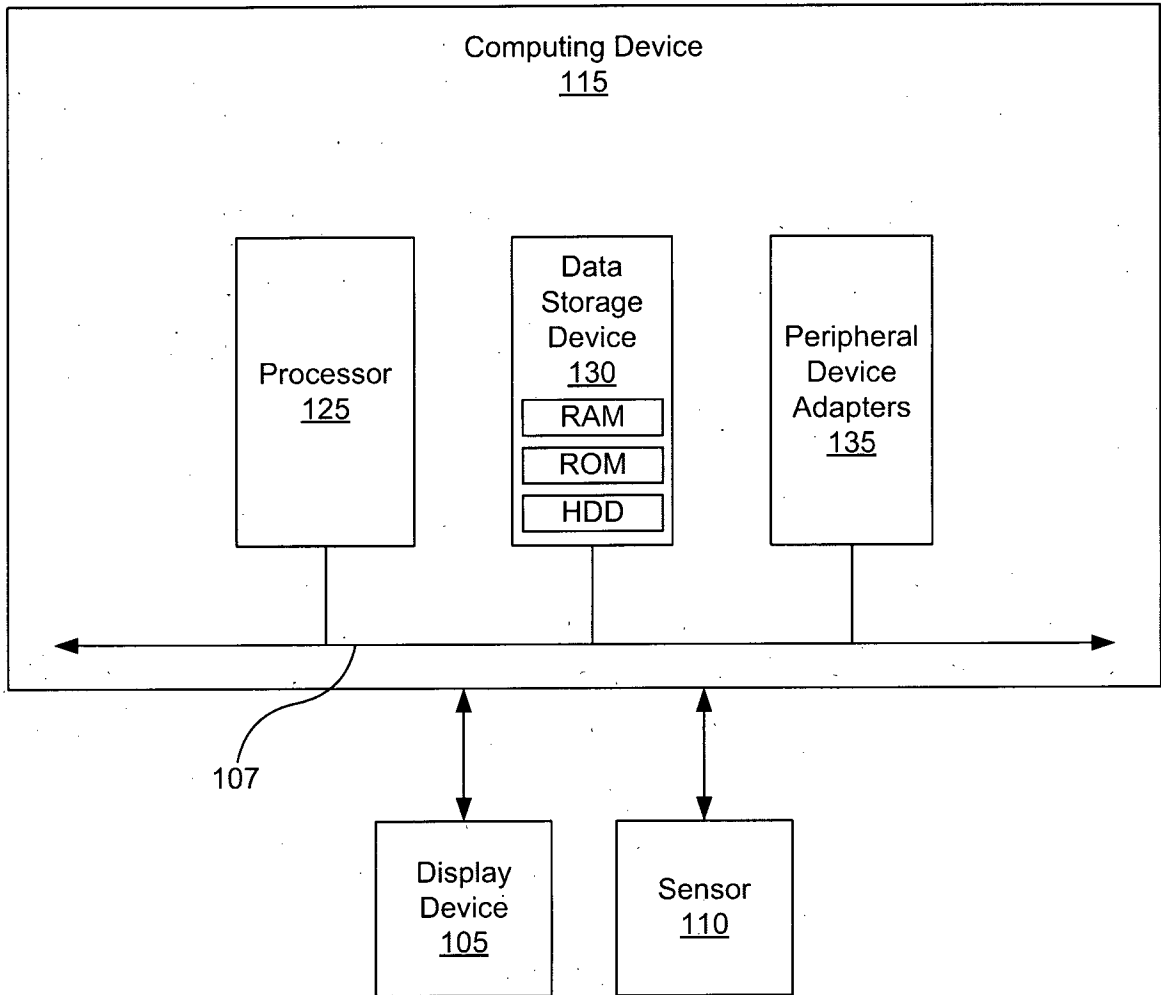 Computing Device
115
Processor
125
Data
Storage
Device
130
RAM
ROM
HDD
Peripheral
Device
Adapters
135
107
Display
Device
105
Sensor
110